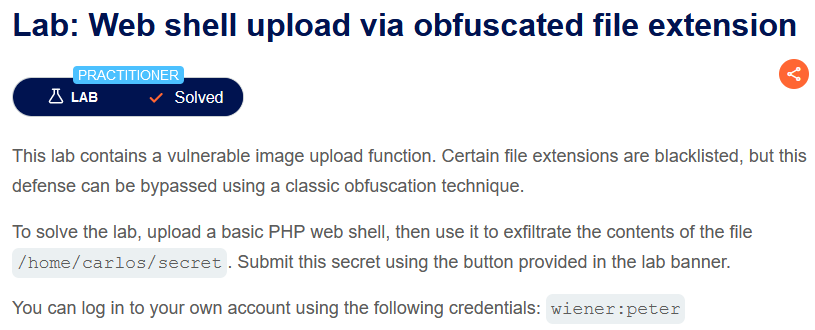 Lab: Web shell upload via obfuscated file extension
PRACTITIONER
LAB Solved
This lab contains a vulnerable image upload function. Certain file extensions are blacklisted, but this
defense can be bypassed using a classic obfuscation technique.
To solve the lab, upload a basic PHP web shell, then use it to exfiltrate the contents of the file
/home/carlos/secret. Submit this secret using the button provided in the lab banner.
You can log in to your own account using the following credentials: wiener:peter